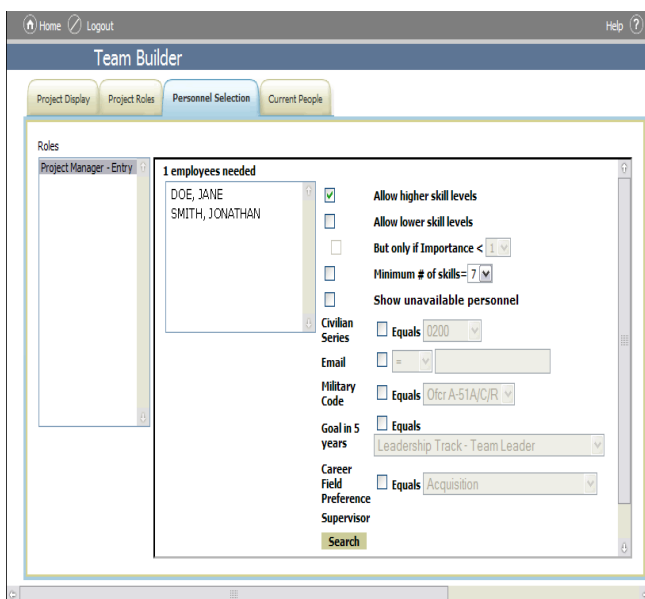 Home Logout Help ?
Team Builder
Project Display Project Roles Personnel Selection Current People
Roles
Project Manager - Entry
1 employees needed
DOE, JANE
SMITH, JONATHAN
Allow higher skill levels
Allow lower skill levels
But only if Importance < 1
Minimum # of skills= 7
Show unavailable personnel
Civilian
Series
Equals 0200
Email =
Military
Code
Equals Ofcr A-51A/C/R
Goal in 5
years
Equals
Leadership Track - Team Leader
Career
Field
Preference
Equals Acquisition
Supervisor
Search